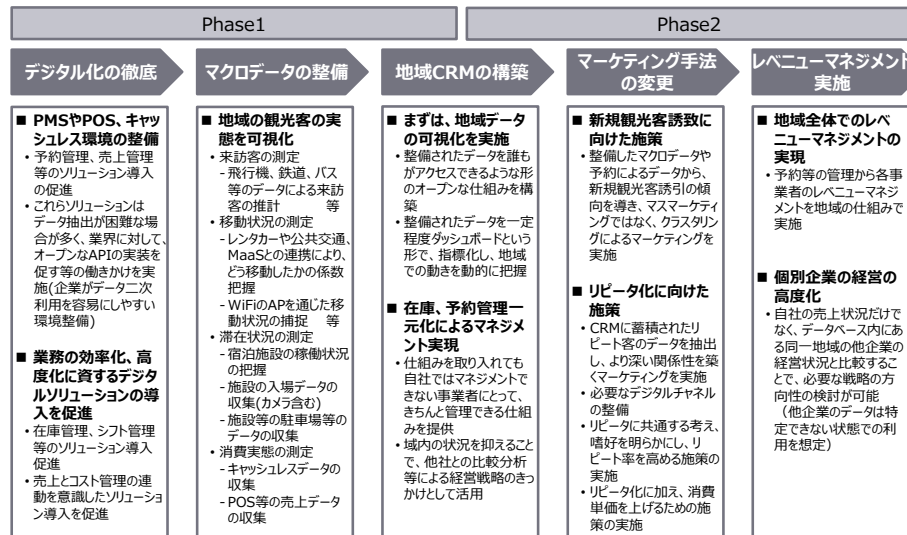 Phase1
Phase2
デジタル化の徹底
マクロデータの整備
地域CRMの構築
マーケティング手法
の変更
レベニューマネジメント
実施
■ PMSやPOS、キャッ
シュレス環境の整備
・予約管理、売上管理
等のソリューション導入
の促進
・これらソリューションは
データ抽出が困難な場
合が多く、業界に対して、
オープンなAPIの実装を
促す等の働きかけを実
施(企業がデータ二次
利用を容易にしやすい
環境整備)
■ 業務の効率化、高
度化に資するデジタ
ルソリューションの導
入を促進
・在庫管理、シフト管理
等のソリューション導入
促進
・売上とコスト管理の連
動を意識したソリューショ
ン導入を促進
■ 地域の観光客の実
態を可視化
・来訪客の測定
-飛行機、鉄道、バス
等のデータによる来訪
客の推計 等
・移動状況の測定
-レンタカーや公共交通、
MaaSとの連携により、
どう移動したかの係数
把握
-WiFiのAPを通じた移
動状況の捕捉 等
・滞在状況の測定
-宿泊施設の稼働状況
の把握
-施設の入場データの
収集(カメラ含む)
-施設等の駐車場等の
データの収集
・消費実態の測定
-キャッシュレスデータの
収集
-POS等の売上データ
の収集
■ まずは、地域データ
の可視化を実施
・整備されたデータを誰も
がアクセスできるような形
のオープンな仕組みを構
築
・整備されたデータを一定
程度ダッシュボードという
形で、指標化し、地域
での動きを動的に把握
■ 在庫、予約管理一
元化によるマネジメ
ント実現
・仕組みを取り入れても
自社ではマネジメントで
きない事業者にとって、
きちんと管理できる仕組
みを提供
・域内の状況を抑えること
で、他社との比較分析
等による経営戦略のきっ
かけとして活用
■ 新規観光客誘致に
向けた施策
・整備したマクロデータや
予約によるデータから、
新規観光客誘引の傾
向を導き、マスマーケティ
ングではなく、クラスタリン
グによるマーケティングを
実施
■ リピータ化に向けた
施策
・CRMに蓄積されたリ
ピート客のデータを抽出
し、より深い関係性を築
くマーケティングを実施
・必要なデジタルチャネル
の整備
・リピータに共通する考え、
嗜好を明らかにし、リ
ピート率を高める施策の
実施
・リピータ化に加え、消費
単価を上げるための施
策の実施
■ 地域全体でのレベ
ニューマネジメントの
実現
・予約等の管理から各事
業者のレベニューマネジ
メントを地域の仕組みで
実施
■ 個別企業の経営の
高度化
・自社の売上状況だけで
なく、データベース内にあ
る同一地域の他企業の
経営状況と比較するこ
とで、必要な戦略の方
向性の検討が可能
（他企業のデータは特
定できない状態での利
用を想定）